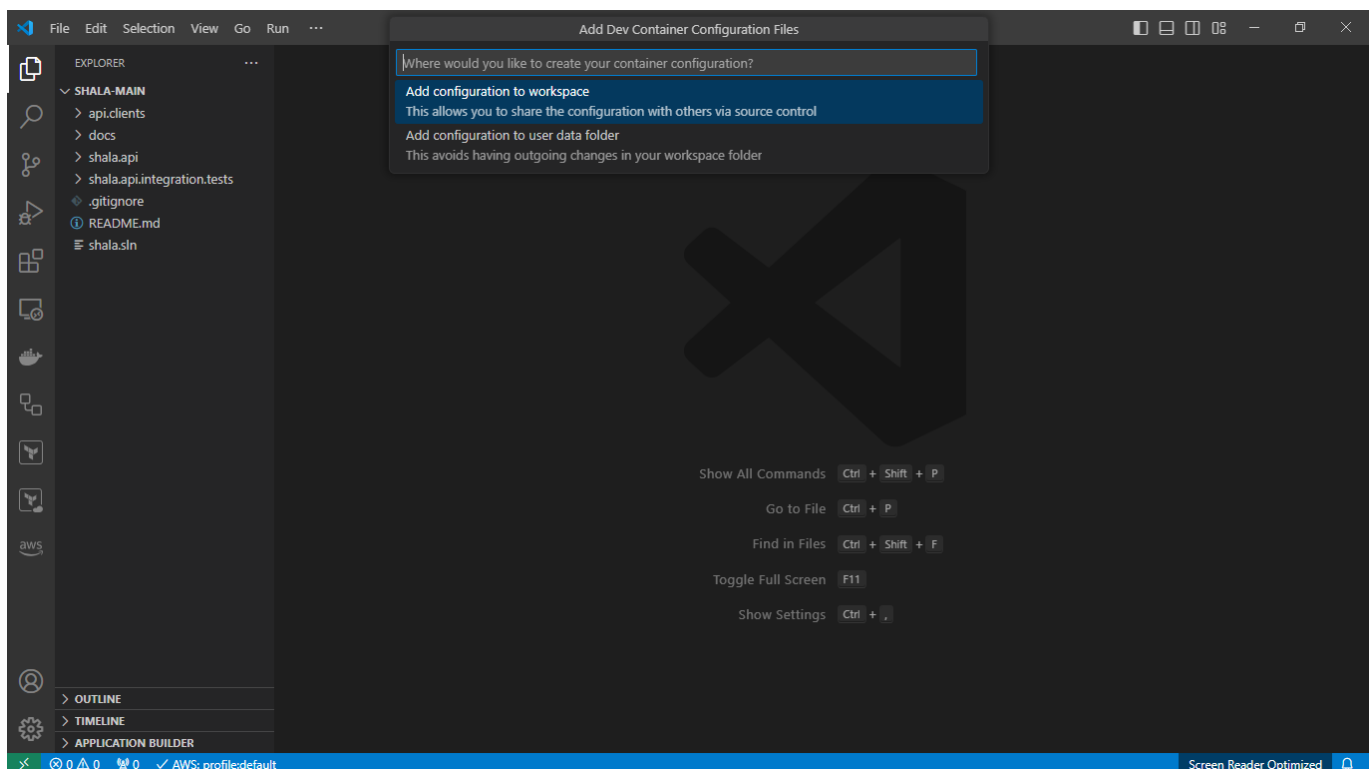 File Edit Selection View Go Run ···
Add Dev Container Configuration Files
Where would you like to create your container configuration?
Add configuration to workspace
This allows you to share the configuration with others via source control
Add configuration to user data folder
This avoids having outgoing changes in your workspace folder
EXPLORER ···
SHALA-MAIN
api.clients
docs
shala.api
shala.api.integration.tests
.gitignore
README.md
shala.sln
aws
Show All Commands Ctrl + Shift + P
Go to File Ctrl + P
Find in Files Ctrl + Shift + F
Toggle Full Screen F11
Show Settings Ctrl + ,
OUTLINE
TIMELINE
APPLICATION BUILDER
0 0 0 AWS: profile:default Screen Reader Optimized